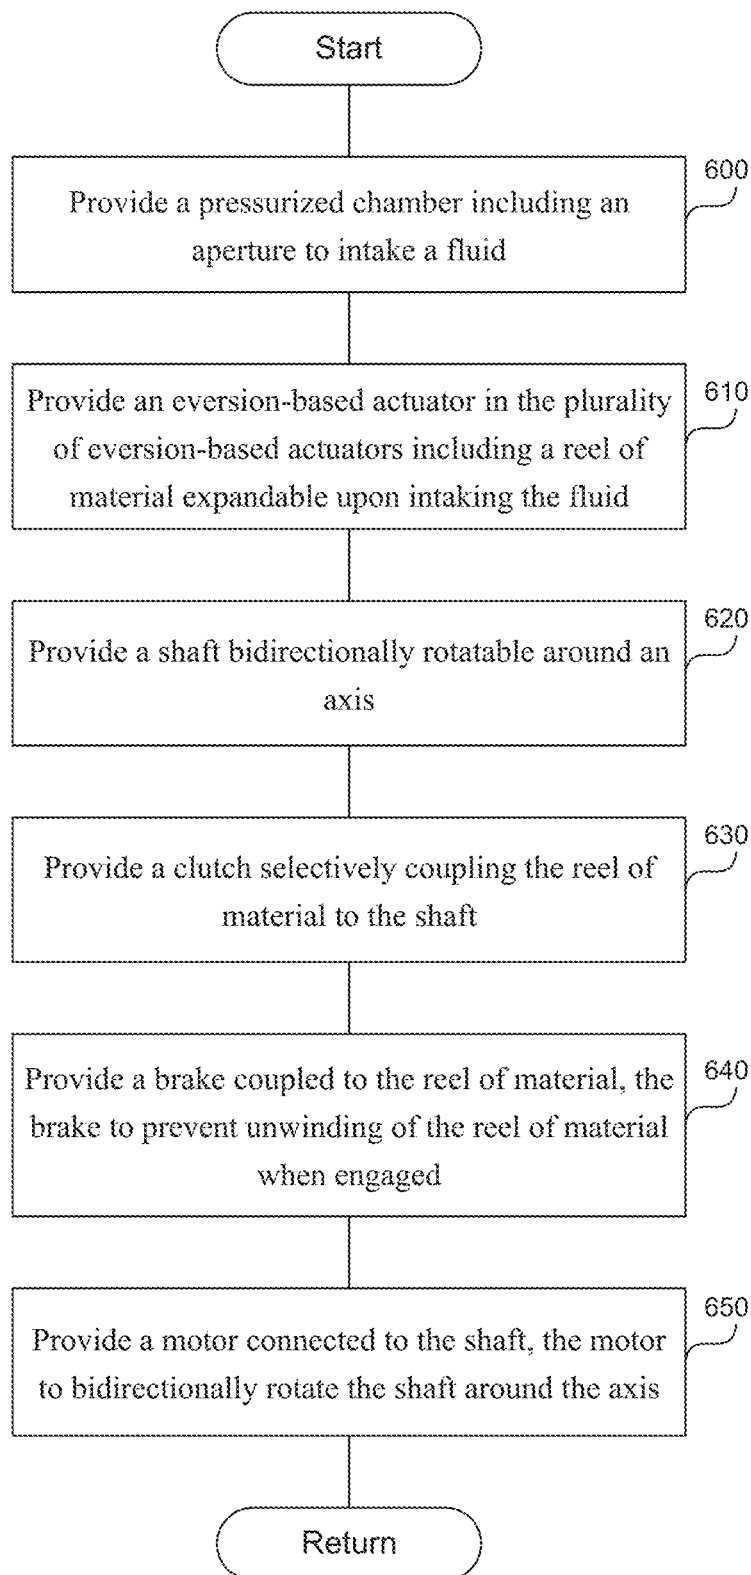 Start
600
Provide a pressurized chamber including an
aperture to intake a fluid
610
Provide an eversion-based actuator in the plurality
of eversion-based actuators including a reel of
material expandable upon intaking the fluid
620
Provide a shaft bidirectionally rotatable around an
axis
630
Provide a clutch selectively coupling the reel of
material to the shaft
640
Provide a brake coupled to the reel of material, the
brake to prevent unwinding of the reel of material
when engaged
650
Provide a motor connected to the shaft, the motor
to bidirectionally rotate the shaft around the axis
Return